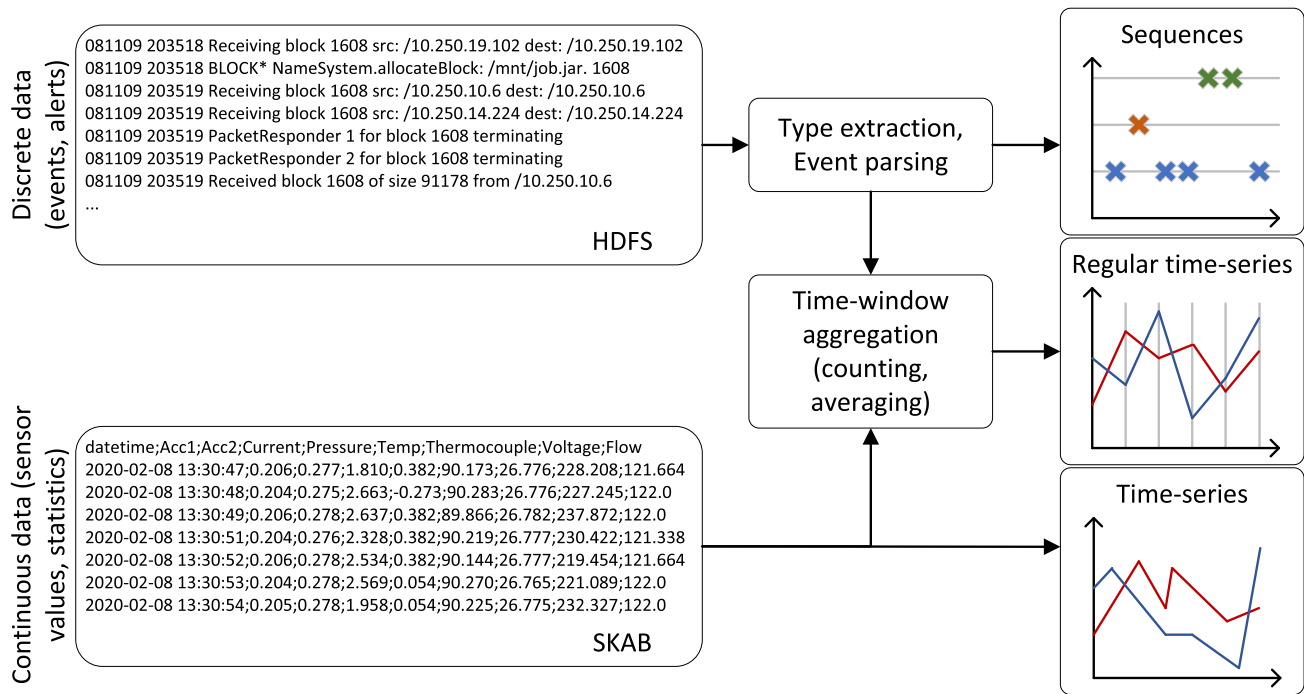 Discrete data
(events, alerts)
081109 203518 Receiving block 1608 src: /10.250.19.102 dest: /10.250.19.102
081109 203518 BLOCK* NameSystem.allocateBlock: /mnt/job.jar. 1608
081109 203519 Receiving block 1608 src: /10.250.10.6 dest: /10.250.10.6
081109 203519 Receiving block 1608 src: /10.250.14.224 dest: /10.250.14.224
081109 203519 PacketResponder 1 for block 1608 terminating
081109 203519 PacketResponder 2 for block 1608 terminating
081109 203519 Received block 1608 of size 91178 from /10.250.10.6
...
HDFS
Type extraction,
Event parsing
Sequences
Time-window
aggregation
(counting,
averaging)
Regular time-series
Continuous data (sensor
values, statistics)
datetime;Acc1;Acc2;Current;Pressure;Temp;Thermocouple;Voltage;Flow
2020-02-08 13:30:47;0.206;0.277;1.810;0.382;90.173;26.776;228.208;121.664
2020-02-08 13:30:48;0.204;0.275;2.663;-0.273;90.283;26.776;227.245;122.0
2020-02-08 13:30:49;0.206;0.278;2.637;0.382;89.866;26.782;237.872;122.0
2020-02-08 13:30:51;0.204;0.276;2.328;0.382;90.219;26.777;230.422;121.338
2020-02-08 13:30:52;0.206;0.278;2.534;0.382;90.144;26.777;219.454;121.664
2020-02-08 13:30:53;0.204;0.278;2.569;0.054;90.270;26.765;221.089;122.0
2020-02-08 13:30:54;0.205;0.278;1.958;0.054;90.225;26.775;232.327;122.0
SKAB
Time-series